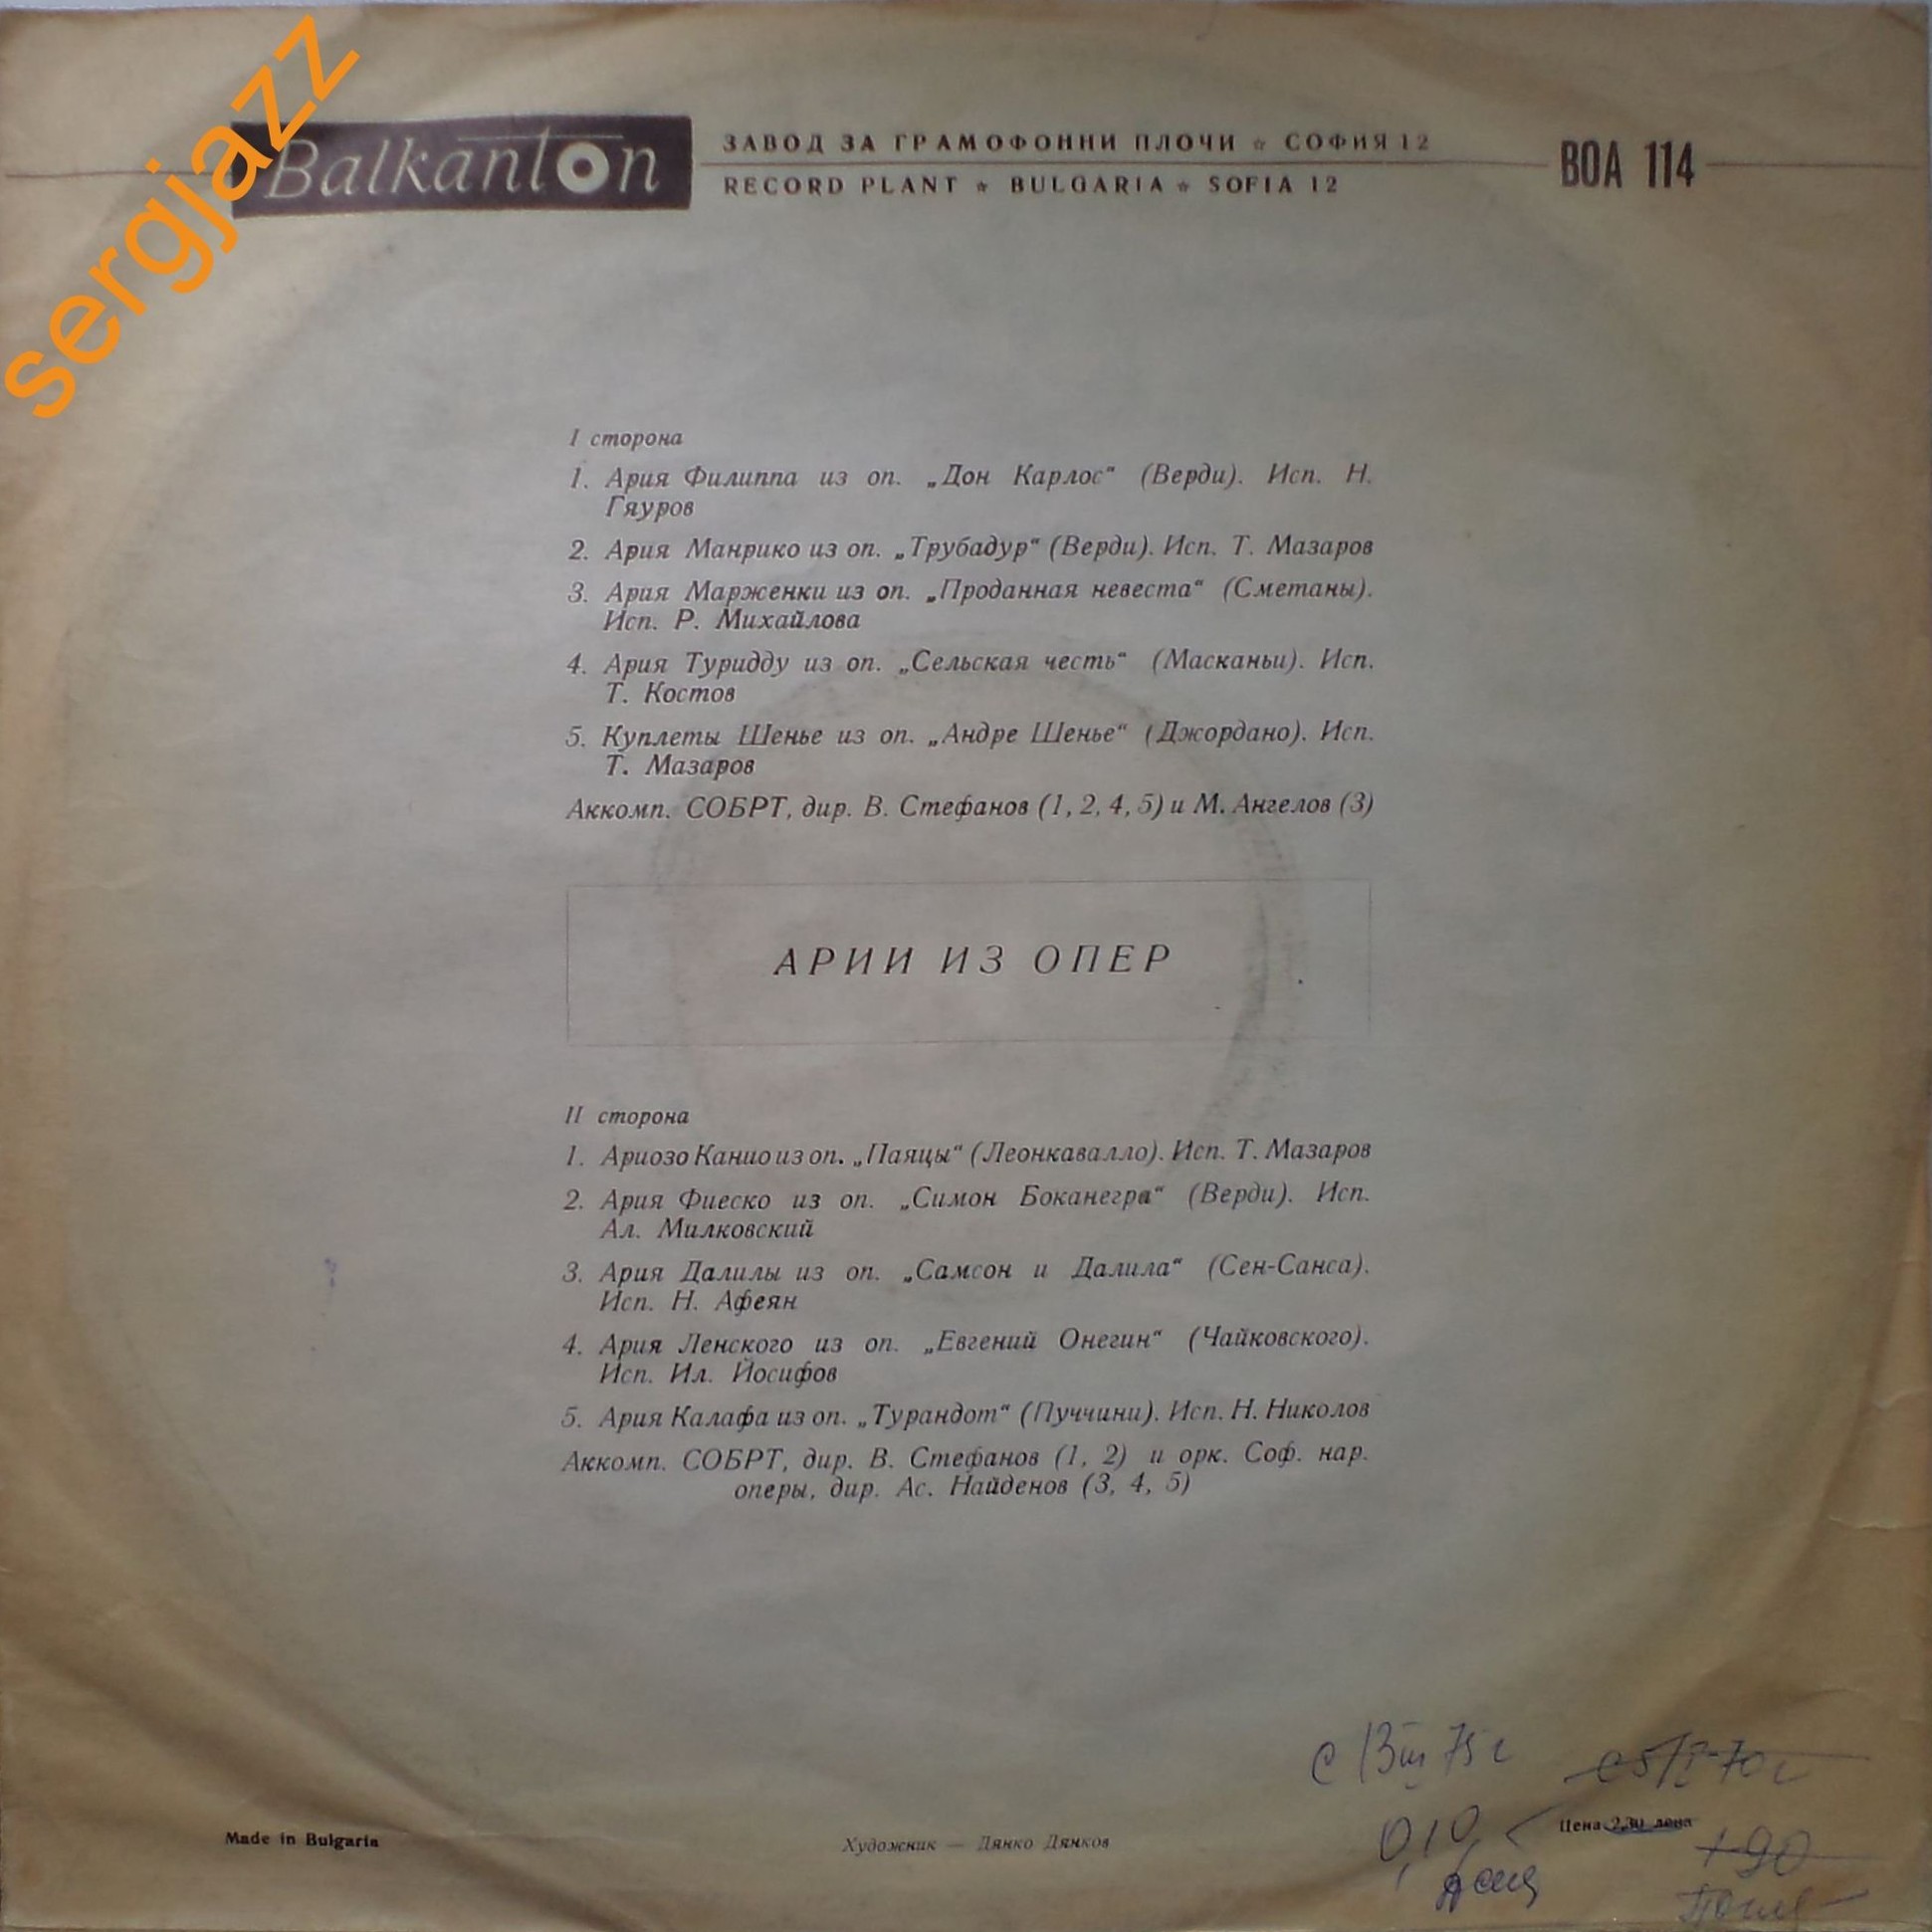 sergjazz
Balkanton
ЗАВОД ЗА ГРАМОФОННИ ПЛОЧИ ☆ СОФИЯ 12
RECORD PLANT ☆ BULGARIA ☆ SOFIA 12
ВОА 114
I сторона
1. Ария Филиппа из оп. „Дон Карлос“ (Верди). Исп. Н.
Гяуров
2. Ария Манрико из оп. „Трубадур“ (Верди). Исп. Т. Мазаров
3. Ария Марженки из оп. „Проданная невеста“ (Сметаны).
Исп. Р. Михайлова
4. Ария Туридду из оп. „Сельская честь“ (Масканьи). Исп.
Т. Костов
5. Куплеты Шенье из оп. „Андре Шенье“ (Джордано). Исп.
Т. Мазаров
Аккомп. СОБРТ, дир. В. Стефанов (1, 2, 4, 5) и М. Ангелов (3)
АРИИ ИЗ ОПЕР
II сторона
1. Ариозо Канио из оп. „Паяцы“ (Леонкавалло). Исп. Т. Мазаров
2. Ария Фиеско из оп. „Симон Боканегра“ (Верди). Исп.
Ал. Милковский
3. Ария Далилы из оп. „Самсон и Далила“ (Сен-Санса).
Исп. Н. Афеян
4. Ария Ленского из оп. „Евгений Онегин“ (Чайковского).
Исп. Ил. Йосифов
5. Ария Калафа из оп. „Турандот“ (Пуччини). Исп. Н. Николов
Аккомп. СОБРТ, дир. В. Стефанов (1, 2) и орк. Соф. нар.
оперы, дир. Ас. Найденов (3, 4, 5)
Made in Bulgaria
Художник — Дянко Дянков
Цена 2,30 лева
0,10